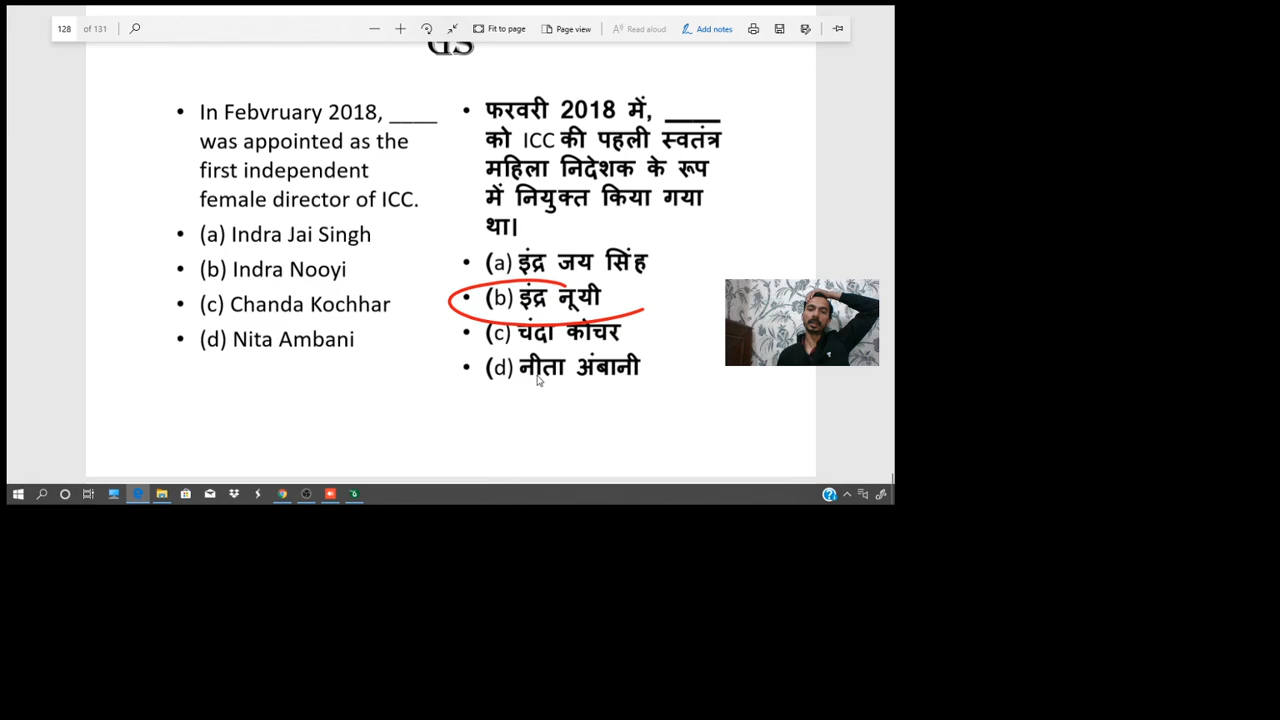 128 of 131 Fit to page Page view Read aloud Add notes
• In Febvruary 2018, ____
was appointed as the
first independent
female director of ICC.
• (a) Indra Jai Singh
• (b) Indra Nooyi
• (c) Chanda Kochhar
• (d) Nita Ambani
• फरवरी 2018 में, ____
को ICC की पहली स्वतंत्र
महिला निदेशक के रूप
में नियुक्त किया गया
था।
• (a) इंद्र जय सिंह
• (b) इंद्र नूयी
• (c) चंदा कोचर
• (d) नीता अंबानी